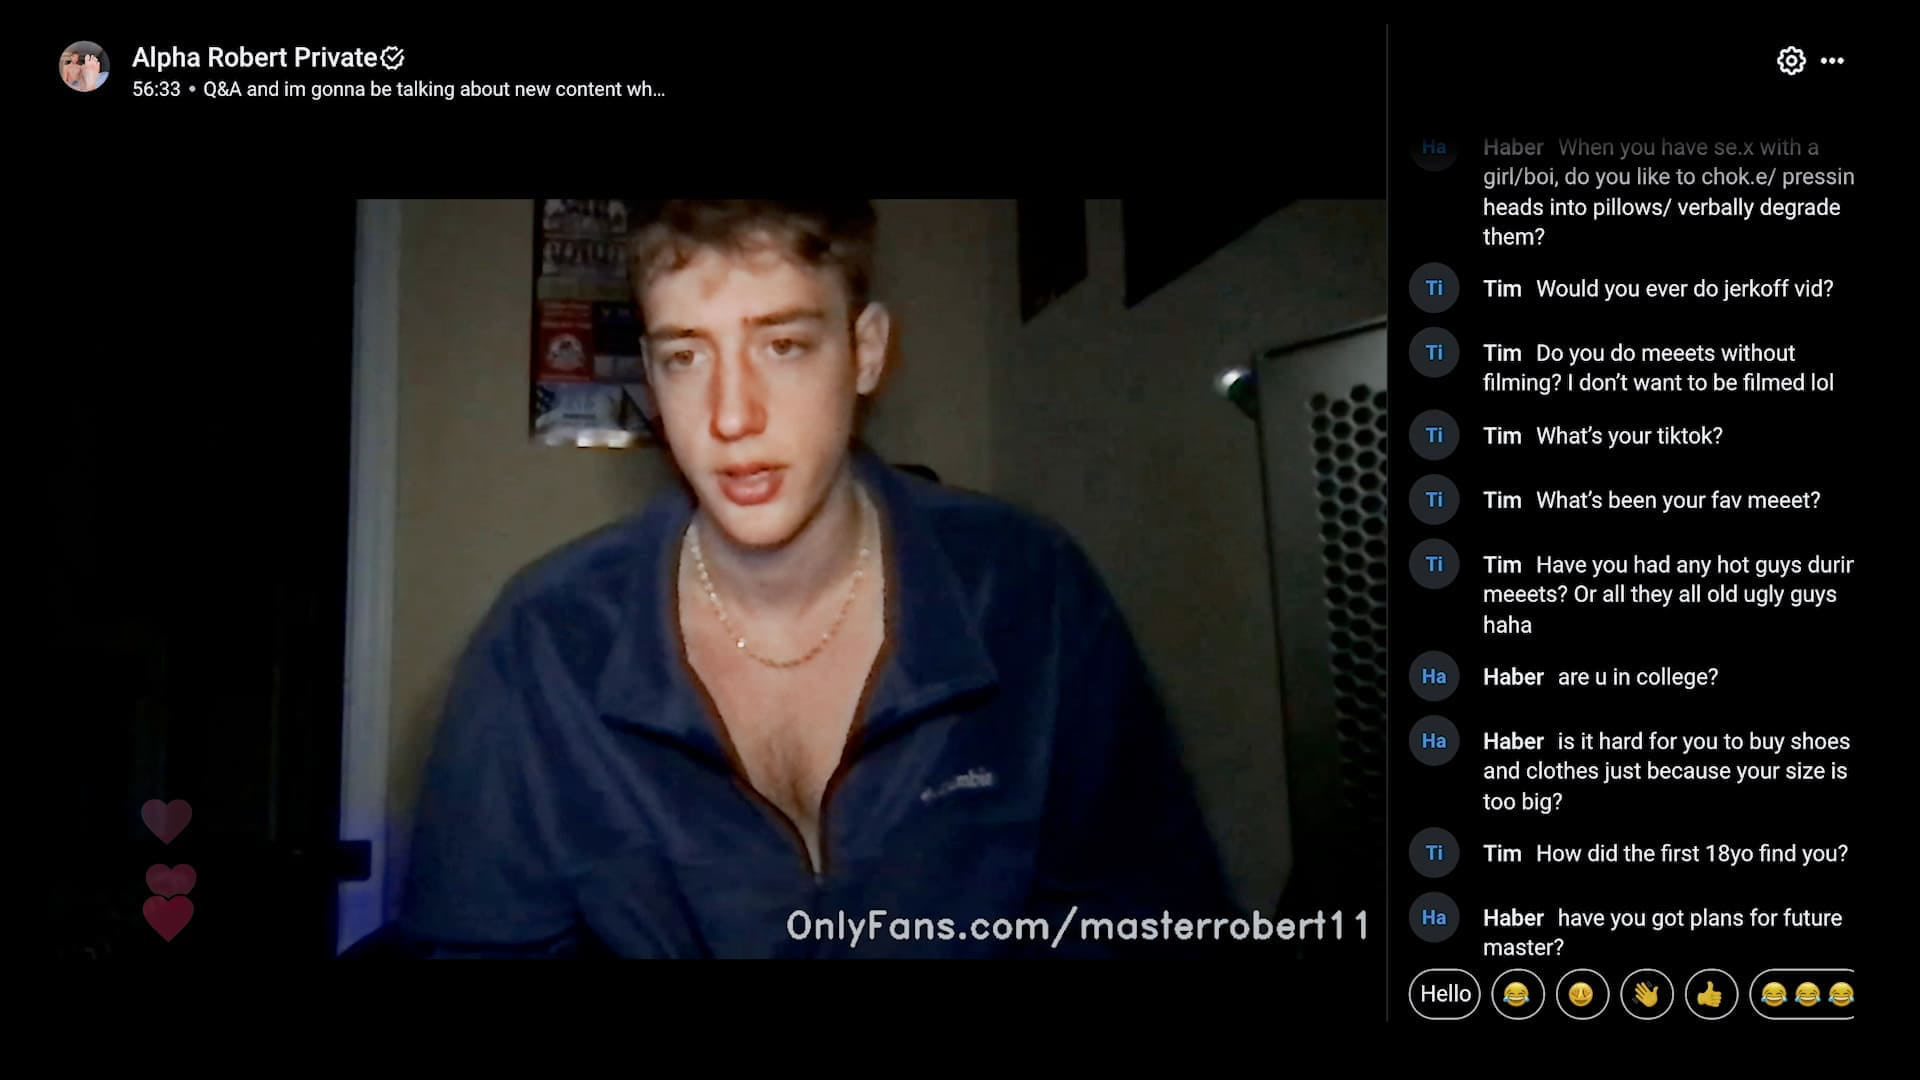 Alpha Robert Private
56:33 • Q&A and im gonna be talking about new content wh...
Ha
Haber When you have se.x with a
girl/boi, do you like to chok.e/ pressin
heads into pillows/ verbally degrade
them?
Ti
Tim Would you ever do jerkoff vid?
Ti
Tim Do you do meeets without
filming? I don’t want to be filmed lol
Ti
Tim What’s your tiktok?
Ti
Tim What’s been your fav meeet?
Ti
Tim Have you had any hot guys durin
meeets? Or all they all old ugly guys
haha
Ha
Haber are u in college?
Ha
Haber is it hard for you to buy shoes
and clothes just because your size is
too big?
Ti
Tim How did the first 18yo find you?
Ha
Haber have you got plans for future
master?
Hello
OnlyFans.com/masterrobert11